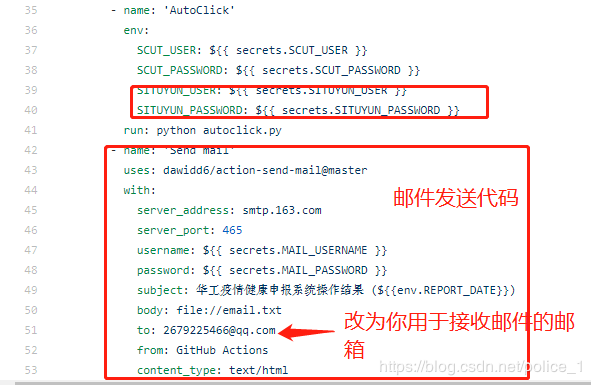 35 - name: 'AutoClick'
36 env:
37 SCUT_USER: ${{ secrets.SCUT_USER }}
38 SCUT_PASSWORD: ${{ secrets.SCUT_PASSWORD }}
39 SITUYUN_USER: ${{ secrets.SITUYUN_USER }}
40 SITUYUN_PASSWORD: ${{ secrets.SITUYUN_PASSWORD }}
41 run: python autoclick.py
42 - name: 'Send mail'
43 uses: dawidd6/action-send-mail@master
44 with:
邮件发送代码
45 server_address: smtp.163.com
46 server_port: 465
47 username: ${{ secrets.MAIL_USERNAME }}
48 password: ${{ secrets.MAIL_PASSWORD }}
49 subject: 华工疫情健康申报系统操作结果 (${{env.REPORT_DATE}})
50 body: file://email.txt
51 to: 2679225466@qq.com
改为你用于接收邮件的邮
箱
52 from: GitHub Actions
53 content_type: text/html
https://blog.csdn.net/police_1